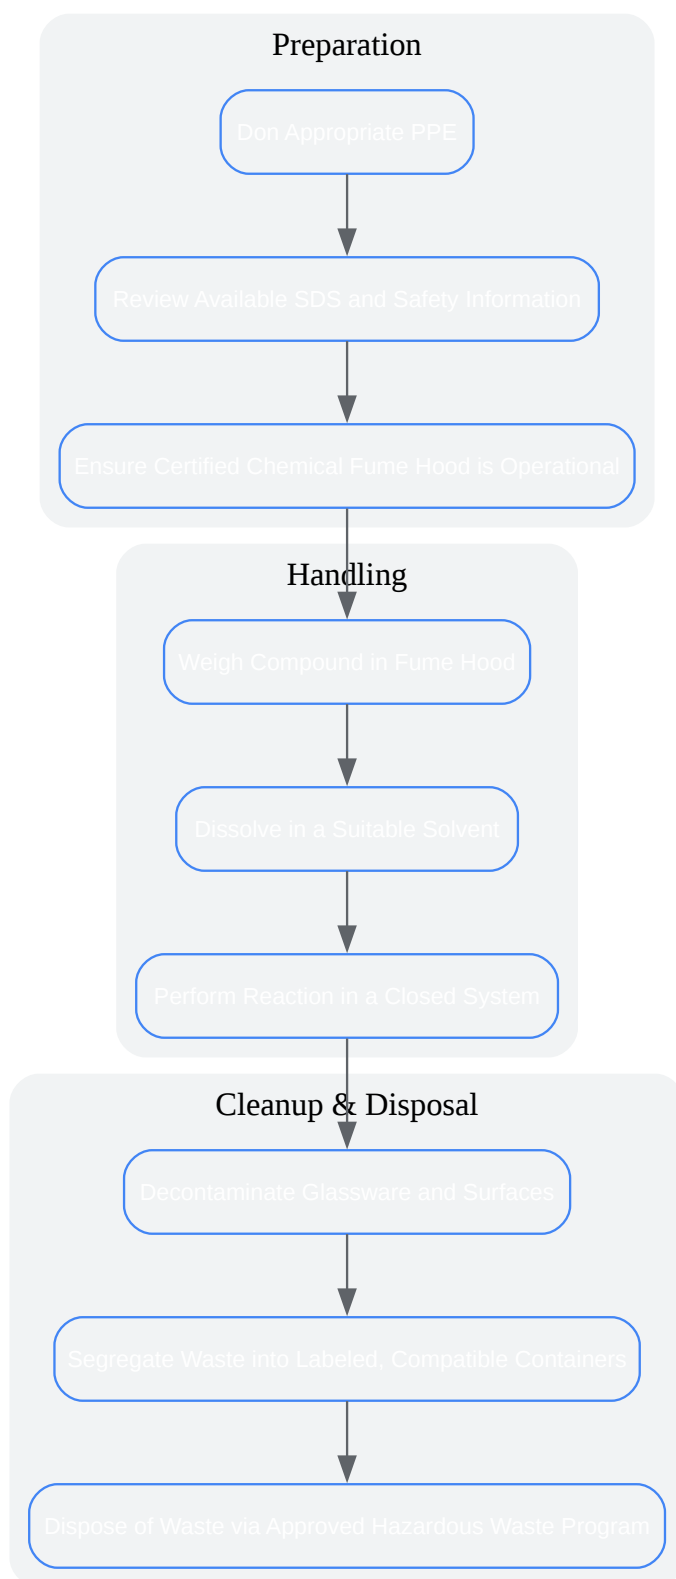 Preparation
Don Appropriate PPE
Review Available SDS and Safety Information
Ensure Certified Chemical Fume Hood is Operational
Handling
Weigh Compound in Fume Hood
Dissolve in a Suitable Solvent
Perform Reaction in a Closed System
Cleanup & Disposal
Decontaminate Glassware and Surfaces
Segregate Waste into Labeled, Compatible Containers
Dispose of Waste via Approved Hazardous Waste Program